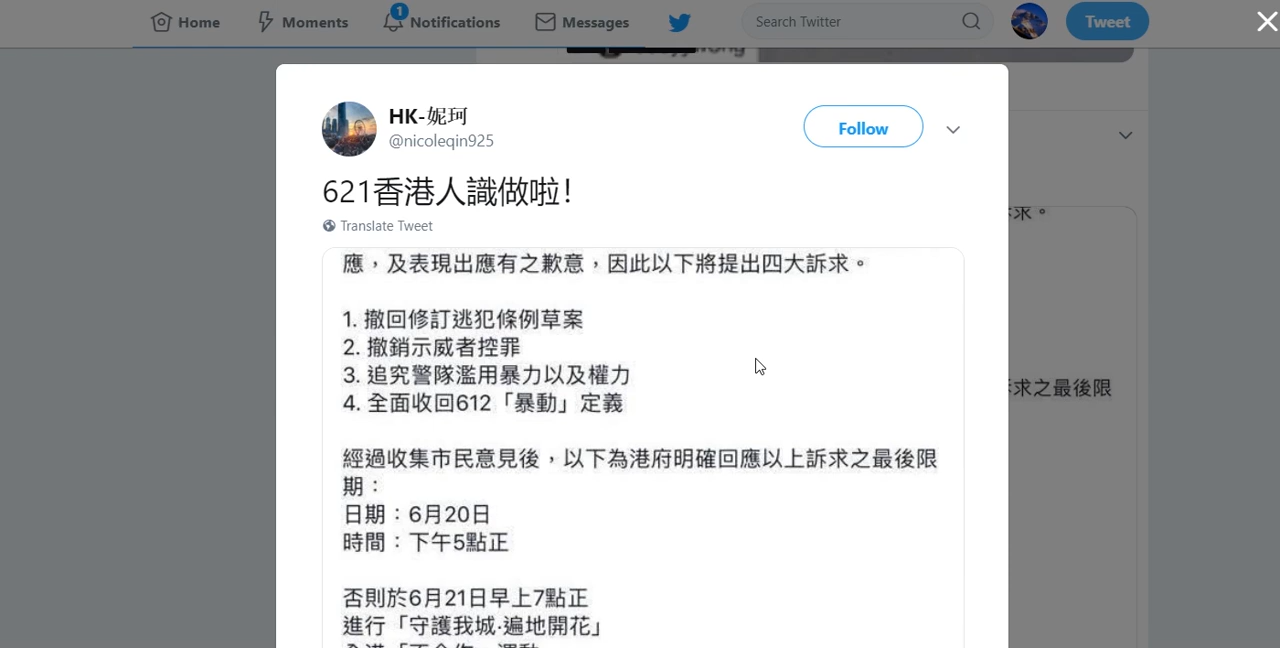 Home
Moments
1
Notifications
Messages
Search Twitter
Tweet
HK-妮珂
@nicoleqin925
Follow
621香港人識做啦!
Translate Tweet
應，及表現出應有之歉意，因此以下將提出四大訴求。
1. 撤回修訂逃犯條例草案
2. 撤銷示威者控罪
3. 追究警隊濫用暴力以及權力
4. 全面收回612「暴動」定義
經過收集市民意見後，以下為港府明確回應以上訴求之最後限
期：
日期：6月20日
時間：下午5點正
否則於6月21日早上7點正
進行「守護我城·遍地開花」
求。
求之最後限